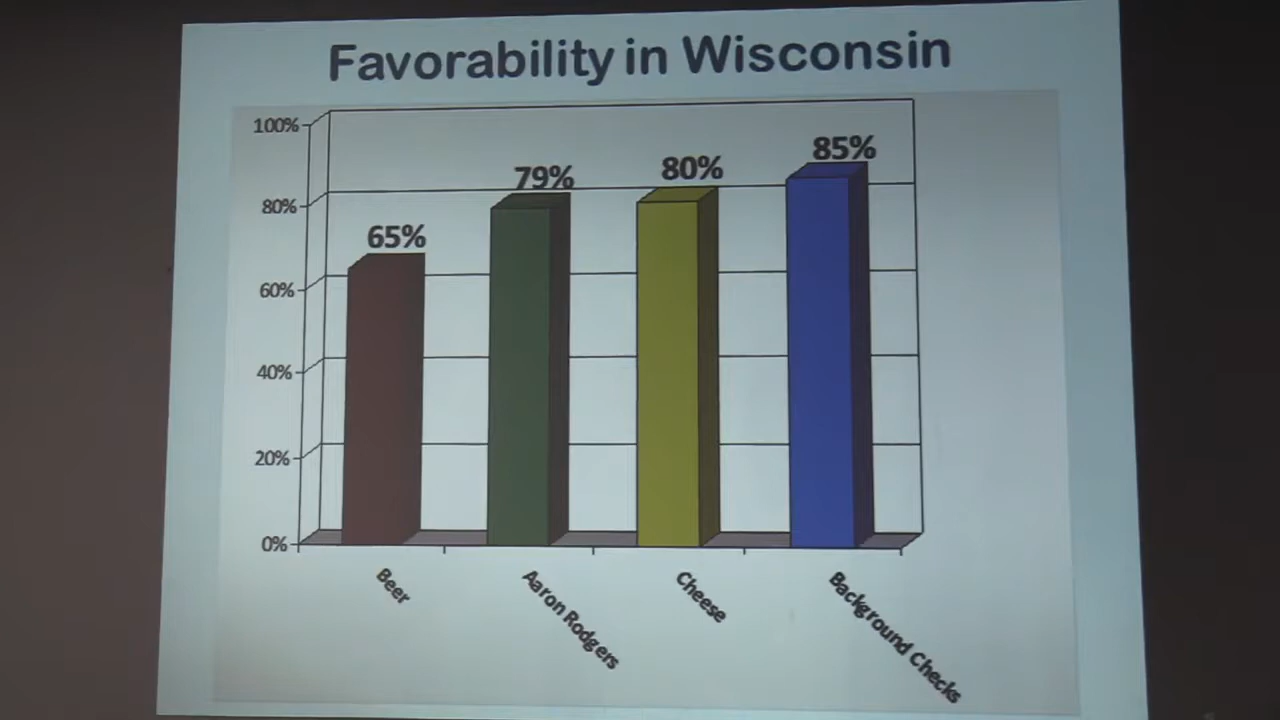 Favorability in Wisconsin
100%
80%
60%
40%
20%
0%
65%
79%
80%
85%
Beer
Aaron Rodgers
Cheese
Background Checks